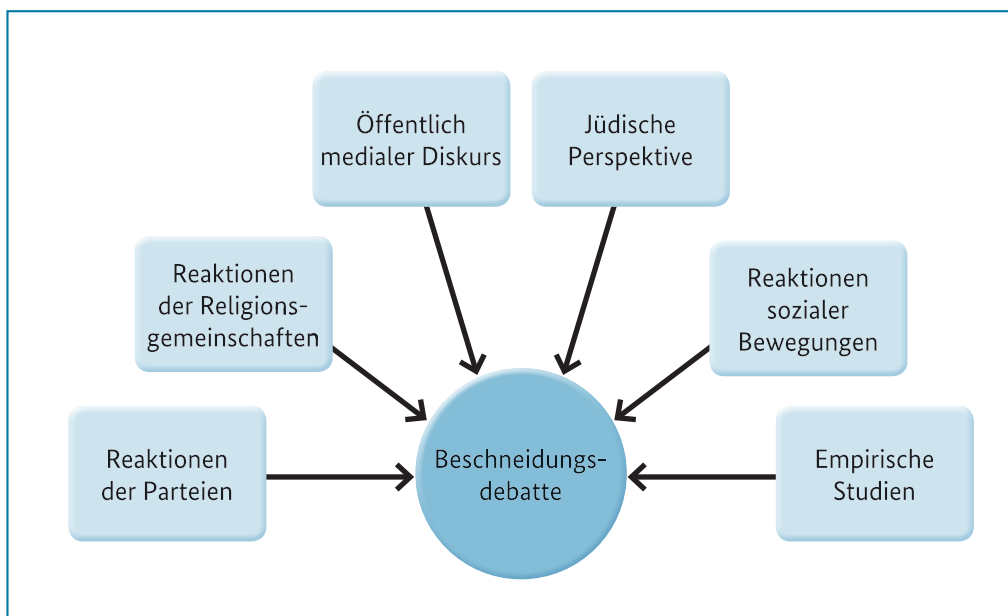 Öffentlich
medialer Diskurs
Jüdische
Perspektive
Reaktionen
der Religions-
gemeinschaften
Reaktionen
sozialer
Bewegungen
Reaktionen
der Parteien
Beschneidungs-
debatte
Empirische
Studien